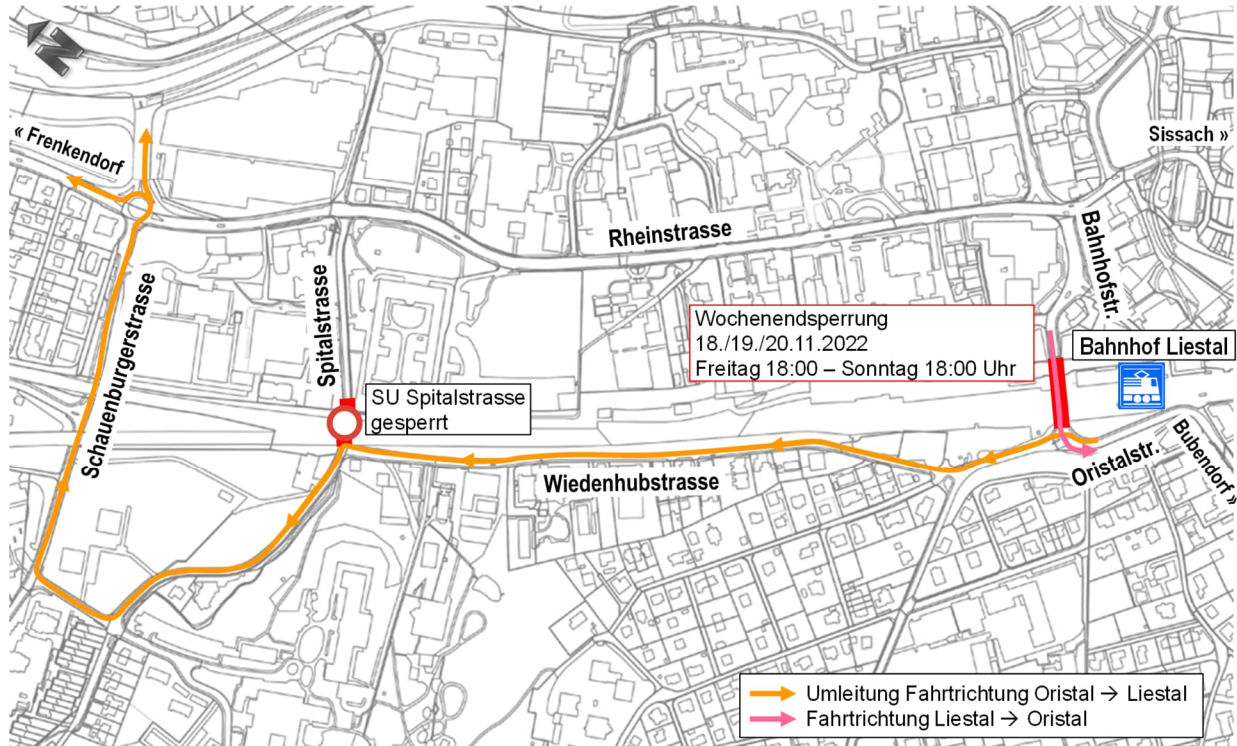 N
« Frenkendorf
Sissach »
Rheinstrasse
Bahnhofstr.
Schauenburgerstrasse
Spitalstrasse
Wochenendsperrung
18./19./20.11.2022
Freitag 18:00 – Sonntag 18:00 Uhr
Bahnhof Liestal
SU Spitalstrasse
gesperrt
Wiedenhubstrasse
Oristalstr.
Bubendorf »
Umleitung Fahrtrichtung Oristal → Liestal
Fahrtrichtung Liestal → Oristal